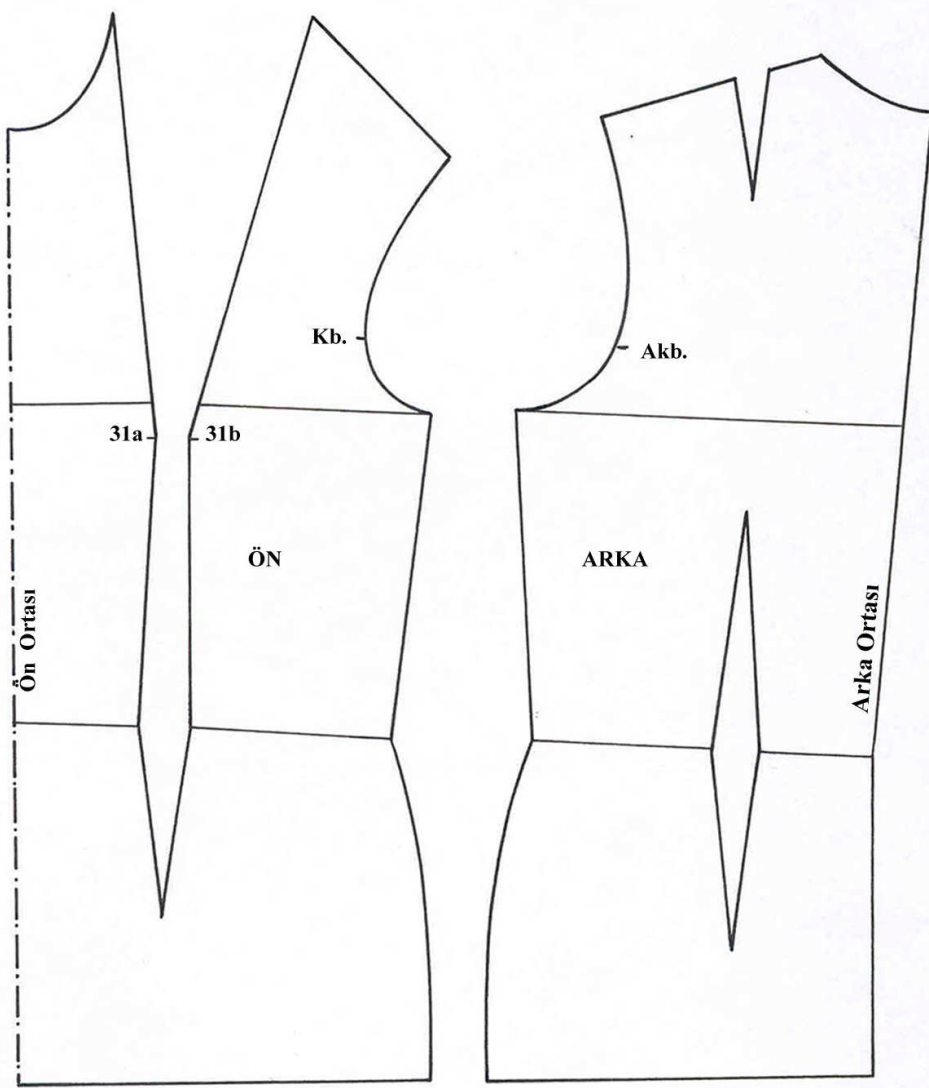 Kb.
Akb.
31a
31b
ÖN
ARKA
Ön Ortası
Arka Ortası